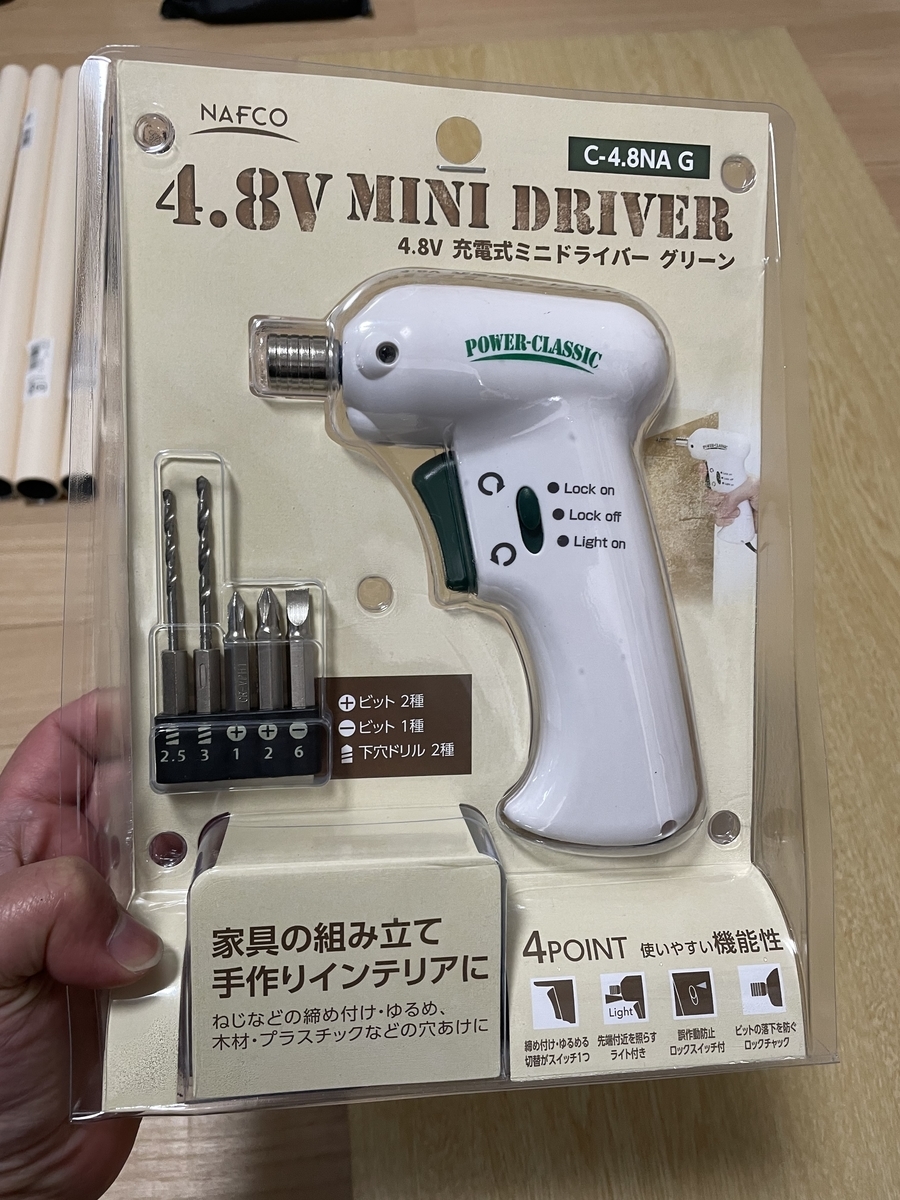 NAFCO
C-4.8NA G
4.8V MINI DRIVER
4.8V 充電式ミニドライバー グリーン
POWER-CLASSIC
Lock on
Lock off
Light on
ビット 2種
ビット 1種
下穴ドリル 2種
2.5 3 1 2 6
家具の組み立て
手作りインテリアに
ねじなどの締め付け・ゆるめ、
木材・プラスチックなどの穴あけに
4POINT 使いやすい機能性
Light
締め付け・ゆるめる
切替がスイッチ1つ
先端付近を照らす
ライト付き
誤作動防止
ロックスイッチ付
ビットの落下を防ぐ
ロックチャック